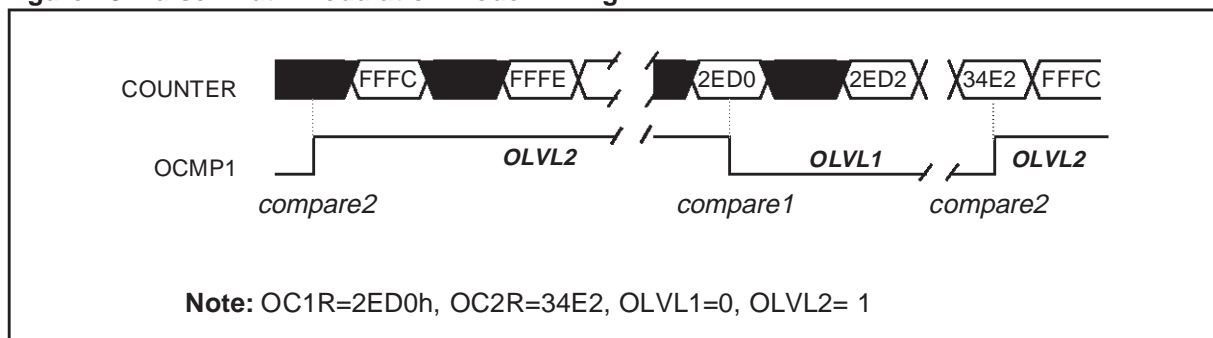 COUNTER FFFC FFFE 2ED0 2ED2 34E2 FFFC
OCMP1 OLVL2 OLVL1 OLVL2
compare2 compare1 compare2
Note: OC1R=2ED0h, OC2R=34E2, OLVL1=0, OLVL2= 1